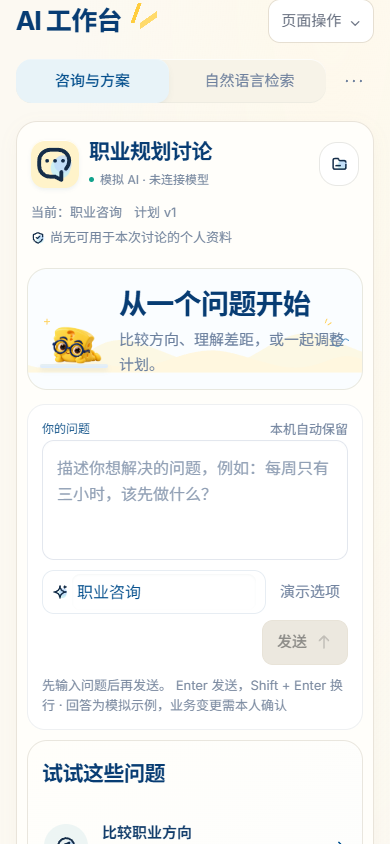 AI 工作台
页面操作
咨询与方案
自然语言检索
···
职业规划讨论
模拟 AI · 未连接模型
当前：职业咨询 计划 v1
尚无可用于本次讨论的个人资料
从一个问题开始
比较方向、理解差距，或一起调整
计划。
你的问题
本机自动保留
描述你想解决的问题，例如：每周只有
三小时，该先做什么？
职业咨询
演示选项
发送
先输入问题后再发送。 Enter 发送，Shift + Enter 换
行 · 回答为模拟示例，业务变更需本人确认
试试这些问题
比较职业方向